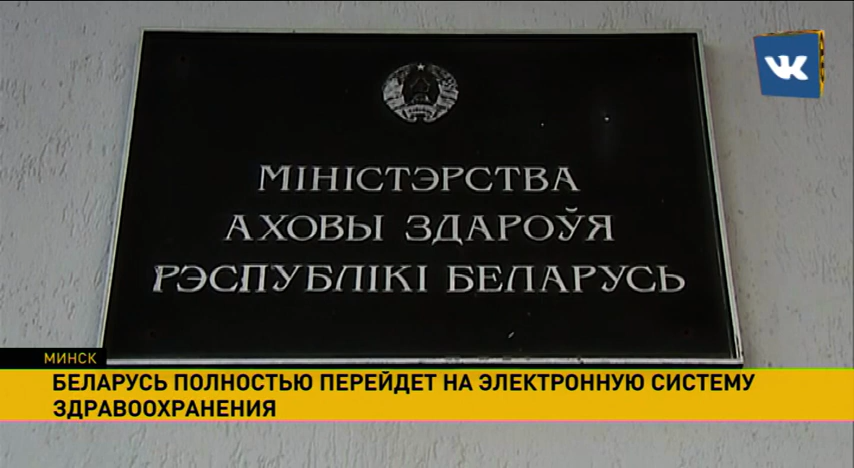 МІНІСТЭРСТВА
АХОВЫ ЗДАРОЎЯ
РЭСПУБЛІКІ БЕЛАРУСЬ
МИНСК
БЕЛАРУСЬ ПОЛНОСТЬЮ ПЕРЕЙДЕТ НА ЭЛЕКТРОННУЮ СИСТЕМУ
ЗДРАВООХРАНЕНИЯ